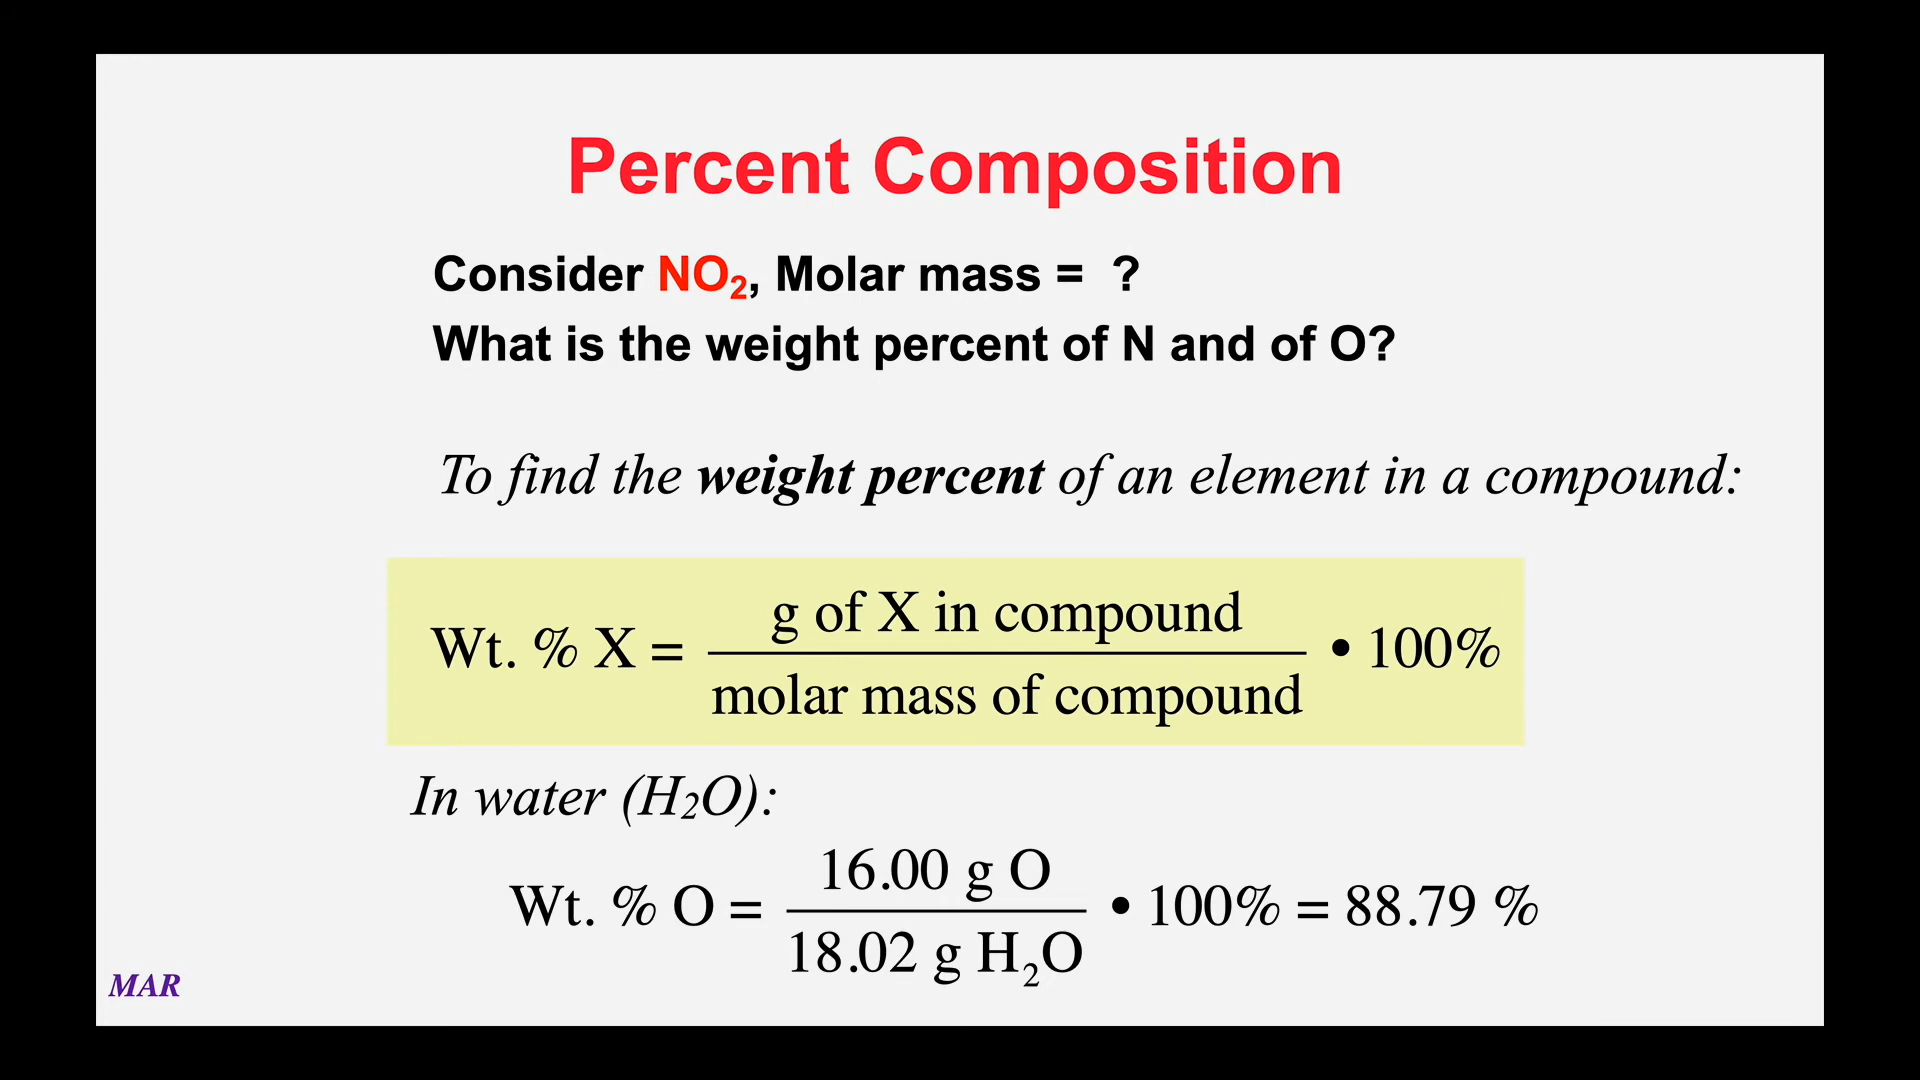 Percent Composition
Consider NO₂, Molar mass = ?
What is the weight percent of N and of O?
To find the weight percent of an element in a compound:
g of X in compound
Wt. % X = • 100%
molar mass of compound
In water (H₂O):
16.00 g O
Wt. % O = • 100% = 88.79 %
18.02 g H₂O
MAR